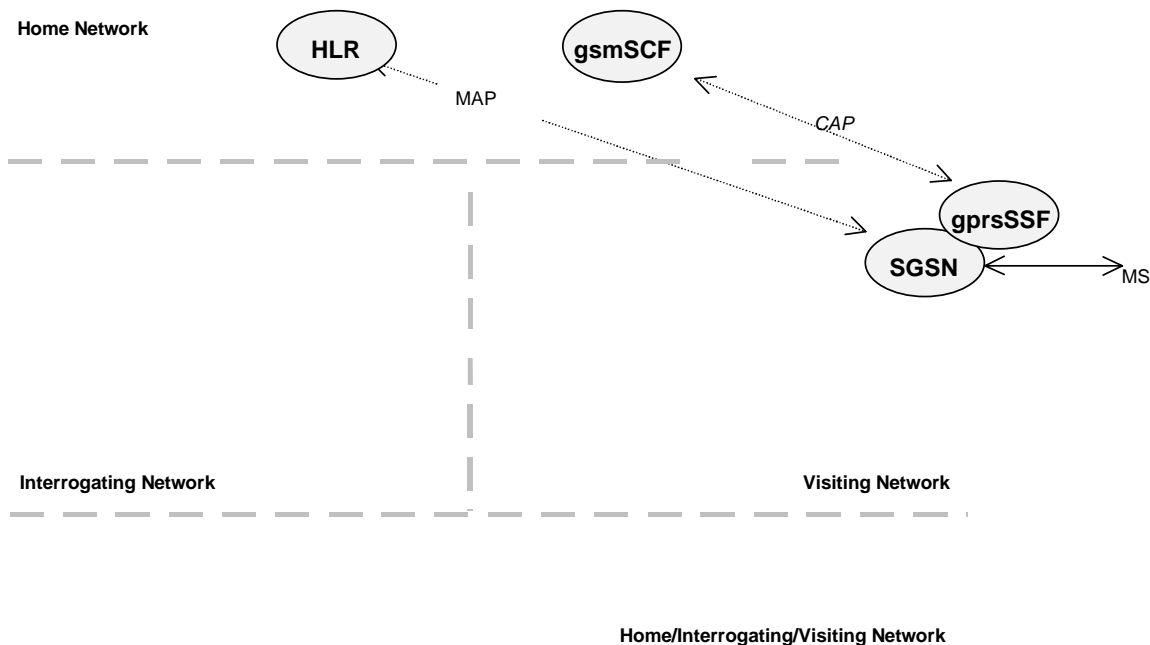 Home Network
HLR
gsmSCF
MAP
CAP
gprsSSF
SGSN
MS
Interrogating Network
Visiting Network
Home/Interrogating/Visiting Network